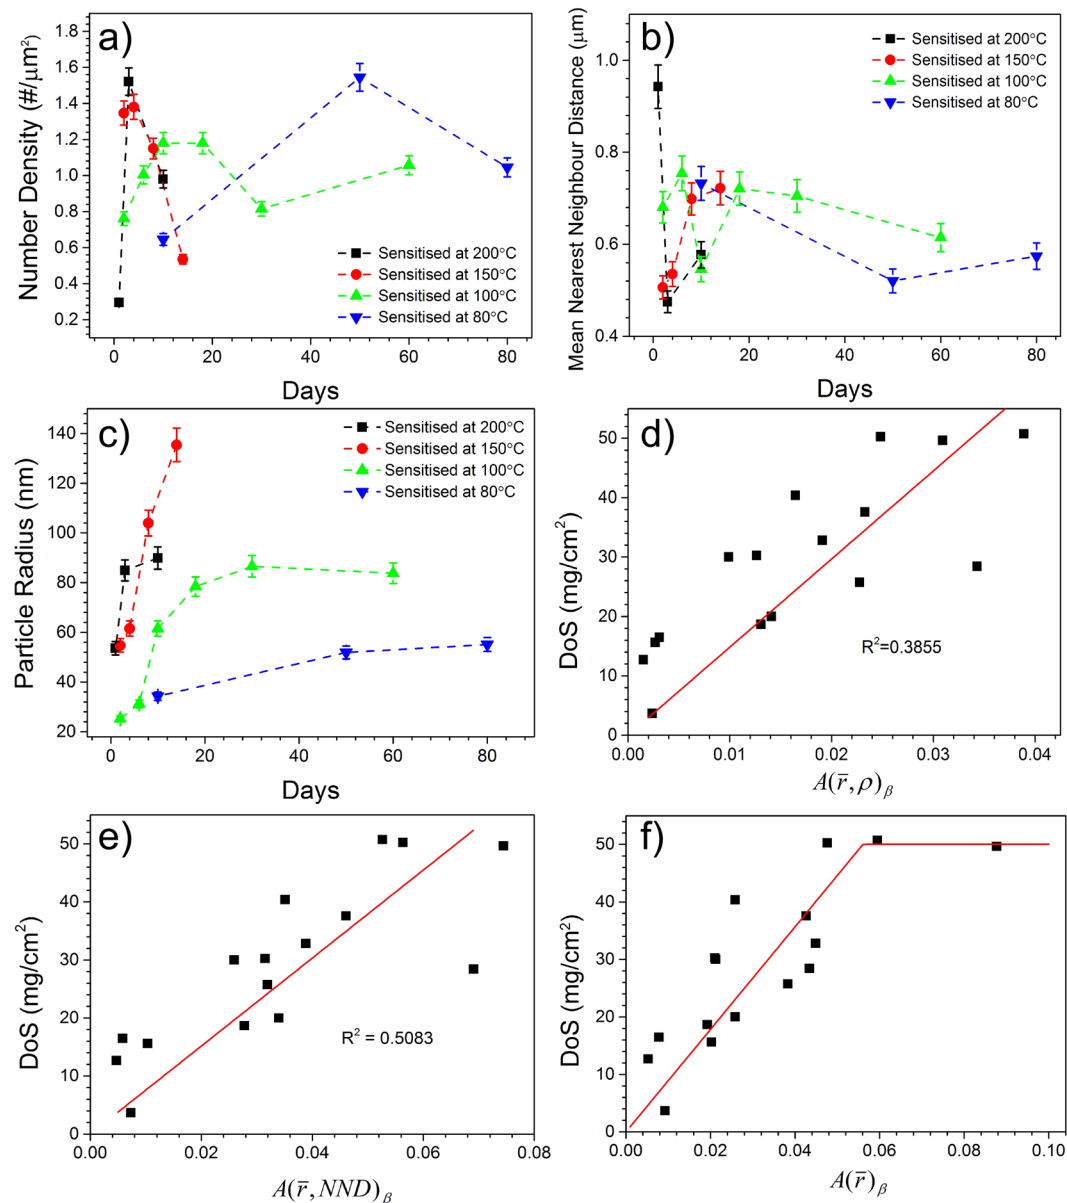 a)
Number Density (#/μm²)
1.8
1.6
1.4
1.2
1.0
0.8
0.6
0.4
0.2
Sensitised at 200°C
Sensitised at 150°C
Sensitised at 100°C
Sensitised at 80°C
0 20 40 60 80
Days
b)
Mean Nearest Neighbour Distance (μm)
1.0
0.8
0.6
0.4
Sensitised at 200°C
Sensitised at 150°C
Sensitised at 100°C
Sensitised at 80°C
0 20 40 60 80
Days
c)
Particle Radius (nm)
140
120
100
80
60
40
20
Sensitised at 200°C
Sensitised at 150°C
Sensitised at 100°C
Sensitised at 80°C
0 20 40 60 80
Days
d)
DoS (mg/cm²)
50
40
30
20
10
0
R²=0.3855
0.00 0.01 0.02 0.03 0.04
A(r̅,ρ)β
e)
DoS (mg/cm²)
50
40
30
20
10
0
R² = 0.5083
0.00 0.02 0.04 0.06 0.08
A(r̅,NND)β
f)
DoS (mg/cm²)
50
40
30
20
10
0
0.00 0.02 0.04 0.06 0.08 0.10
A(r̅)β